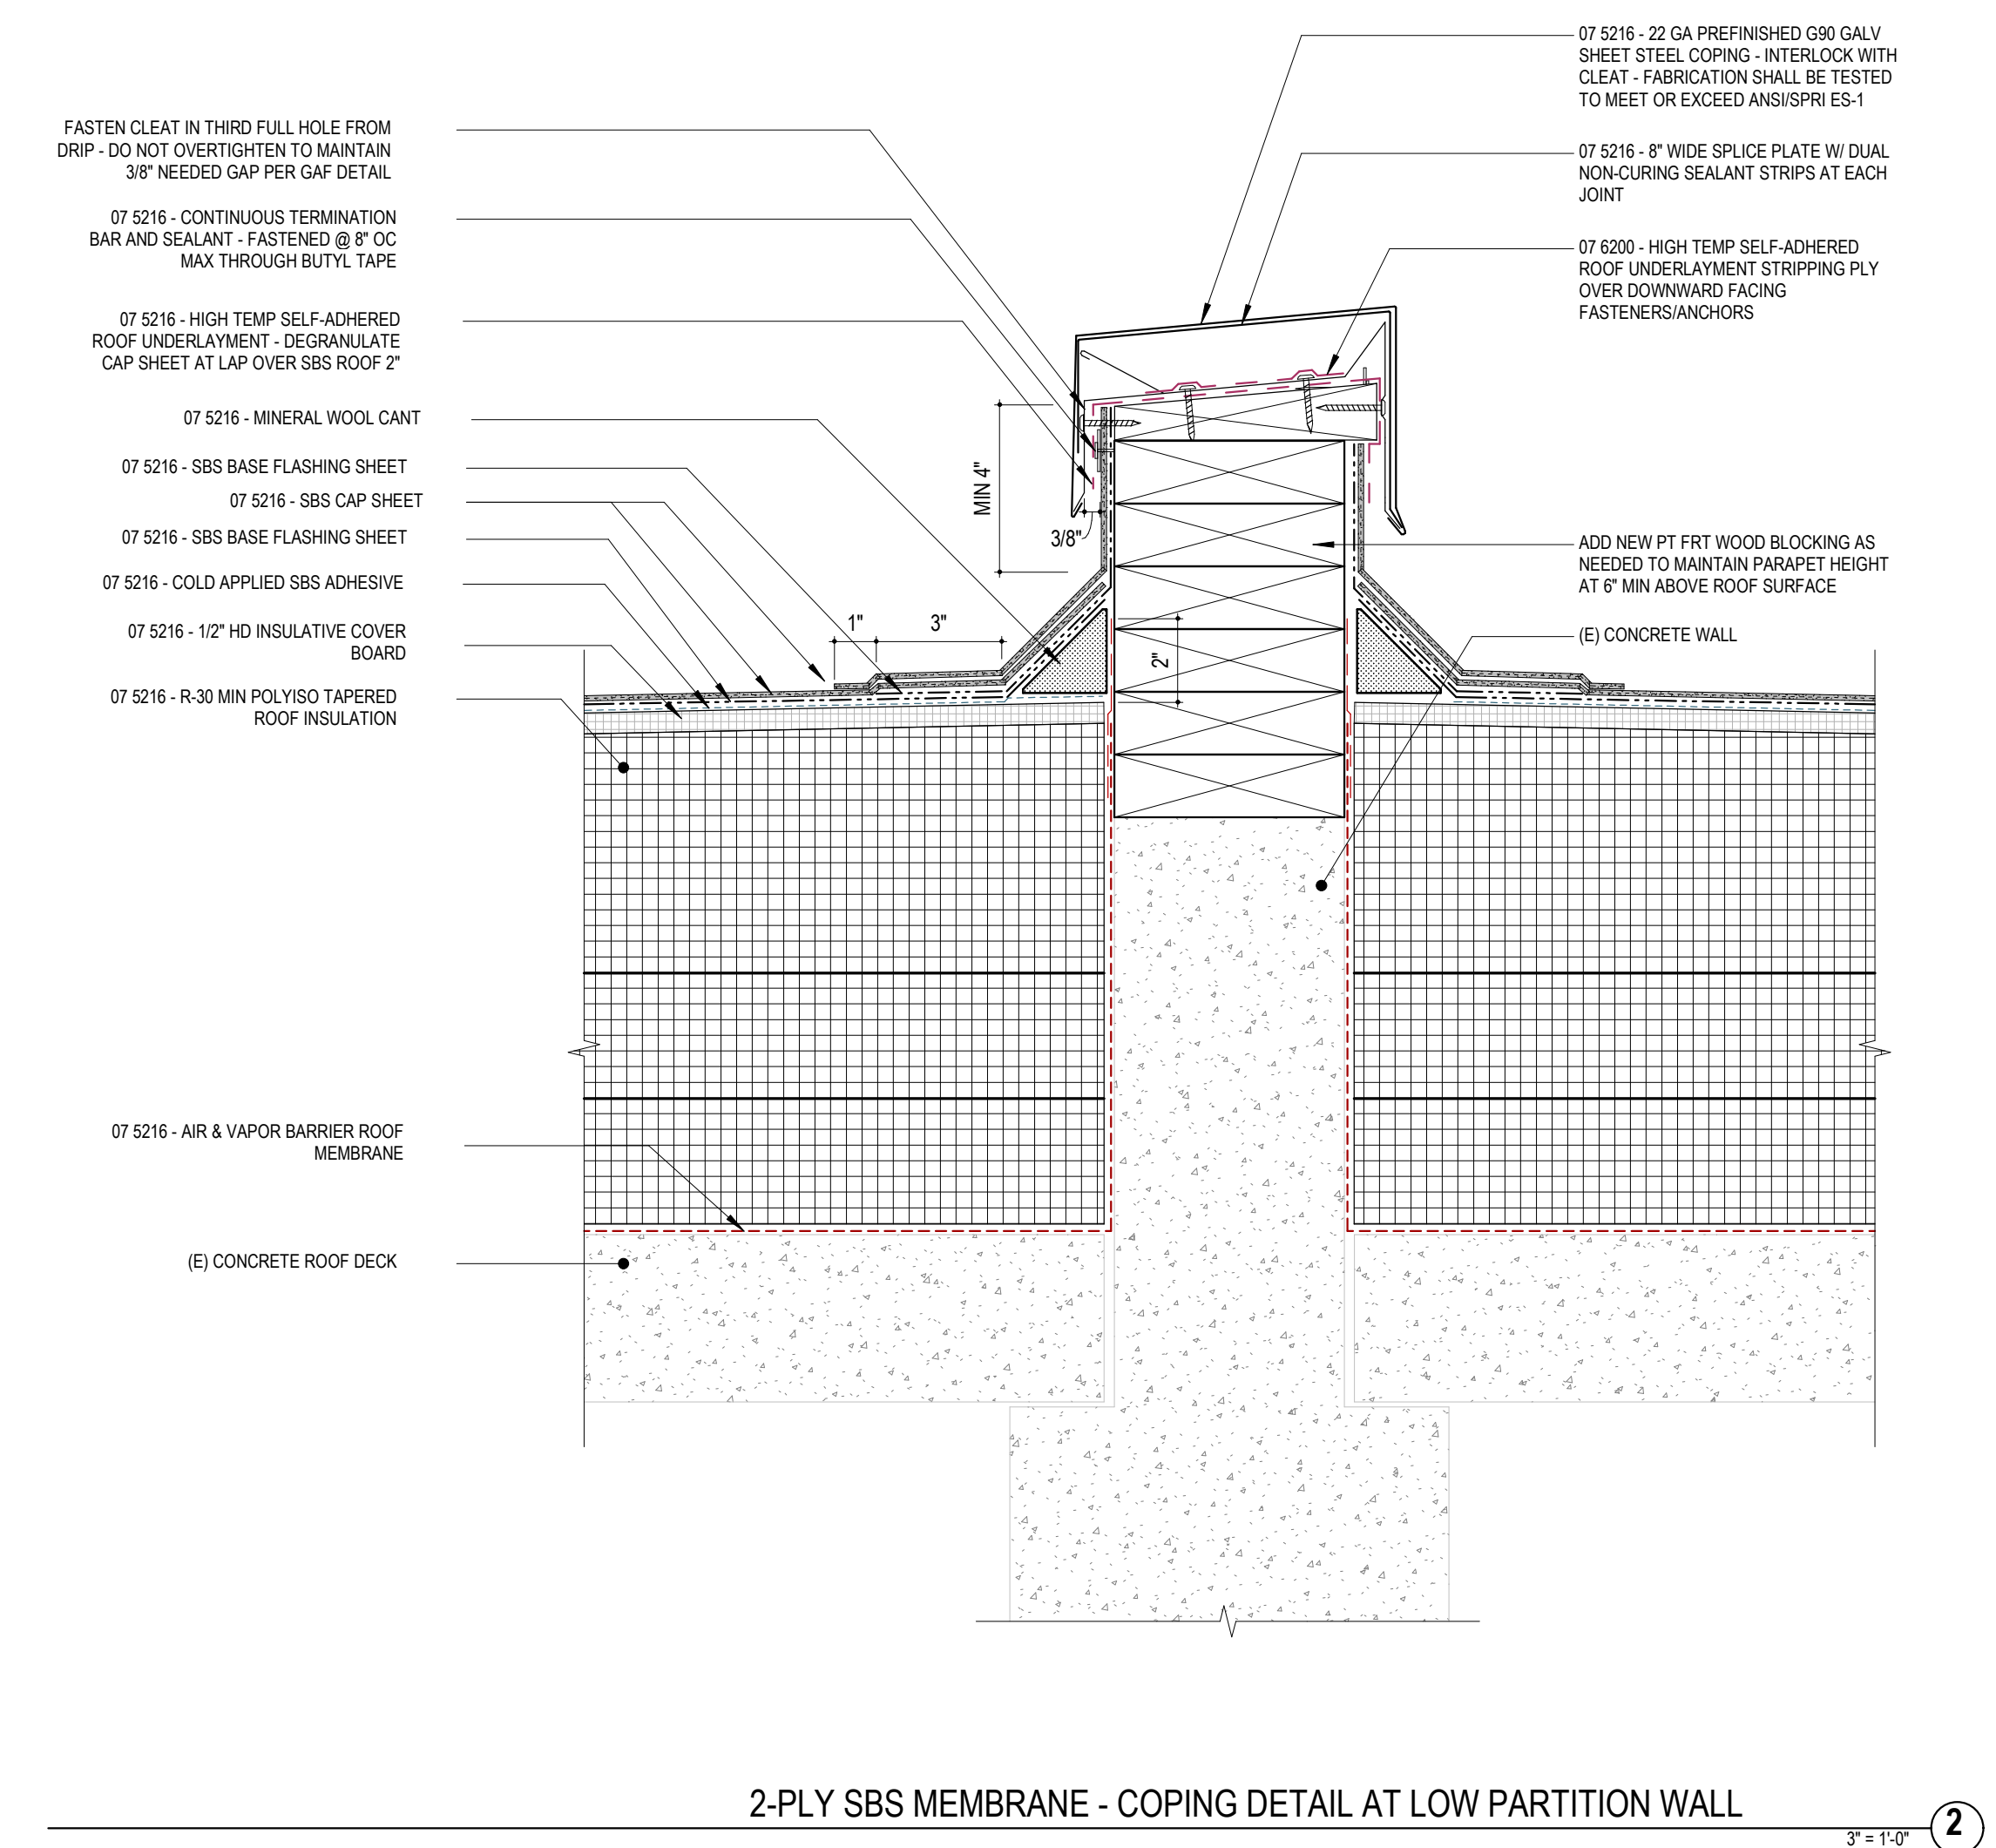 FASTEN CLEAT IN THIRD FULL HOLE FROM
DRIP - DO NOT OVERTIGHTEN TO MAINTAIN
3/8" NEEDED GAP PER GAF DETAIL
07 5216 - CONTINUOUS TERMINATION
BAR AND SEALANT - FASTENED @ 8" OC
MAX THROUGH BUTYL TAPE
07 5216 - HIGH TEMP SELF-ADHERED
ROOF UNDERLAYMENT - DEGRANULATE
CAP SHEET AT LAP OVER SBS ROOF 2"
07 5216 - MINERAL WOOL CANT
07 5216 - SBS BASE FLASHING SHEET
07 5216 - SBS CAP SHEET
07 5216 - SBS BASE FLASHING SHEET
07 5216 - COLD APPLIED SBS ADHESIVE
07 5216 - 1/2" HD INSULATIVE COVER
BOARD
07 5216 - R-30 MIN POLYISO TAPERED
ROOF INSULATION
07 5216 - AIR & VAPOR BARRIER ROOF
MEMBRANE
(E) CONCRETE ROOF DECK
MIN 4"
3/8"
1"
3"
2"
07 5216 - 22 GA PREFINISHED G90 GALV
SHEET STEEL COPING - INTERLOCK WITH
CLEAT - FABRICATION SHALL BE TESTED
TO MEET OR EXCEED ANSI/SPRI ES-1
07 5216 - 8" WIDE SPLICE PLATE W/ DUAL
NON-CURING SEALANT STRIPS AT EACH
JOINT
07 6200 - HIGH TEMP SELF-ADHERED
ROOF UNDERLAYMENT STRIPPING PLY
OVER DOWNWARD FACING
FASTENERS/ANCHORS
ADD NEW PT FRT WOOD BLOCKING AS
NEEDED TO MAINTAIN PARAPET HEIGHT
AT 6" MIN ABOVE ROOF SURFACE
(E) CONCRETE WALL
2-PLY SBS MEMBRANE - COPING DETAIL AT LOW PARTITION WALL
3" = 1'-0"
2